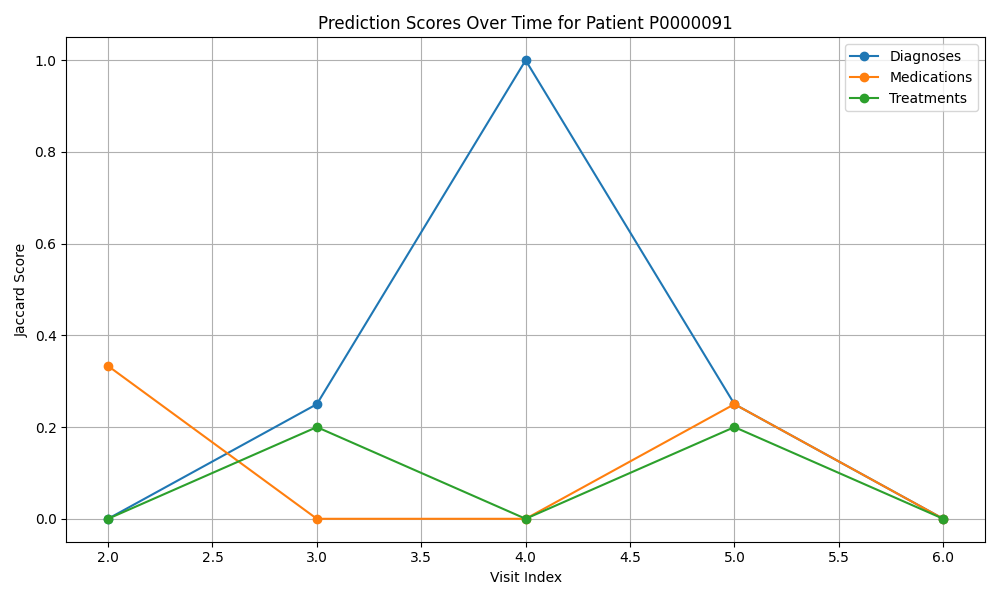 Prediction Scores Over Time for Patient P0000091
Diagnoses
Medications
Treatments
Jaccard Score
1.0
0.8
0.6
0.4
0.2
0.0
2.0 2.5 3.0 3.5 4.0 4.5 5.0 5.5 6.0
Visit Index